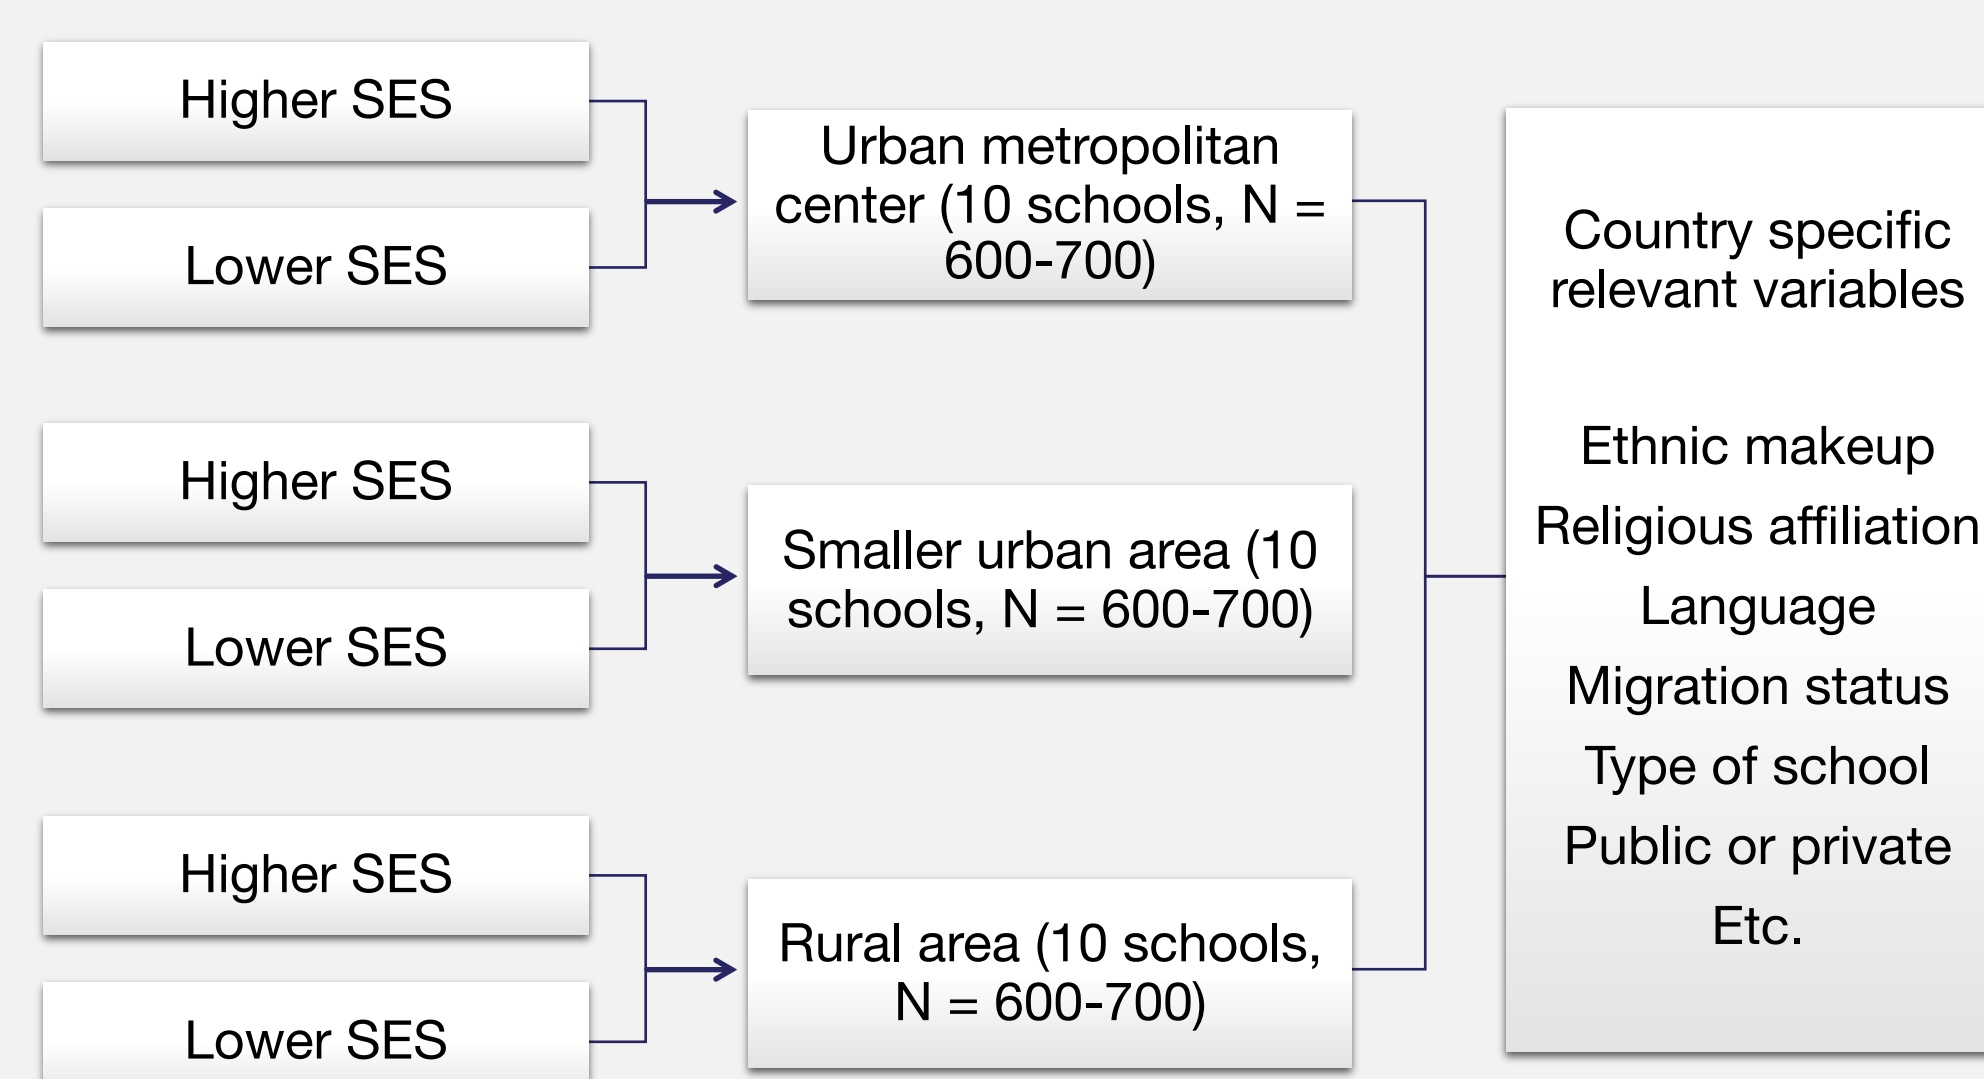 Higher SES
Lower SES
Urban metropolitan
center (10 schools, N =
600-700)
Higher SES
Lower SES
Smaller urban area (10
schools, N = 600-700)
Higher SES
Lower SES
Rural area (10 schools,
N = 600-700)
Country specific
relevant variables
Ethnic makeup
Religious affiliation
Language
Migration status
Type of school
Public or private
Etc.